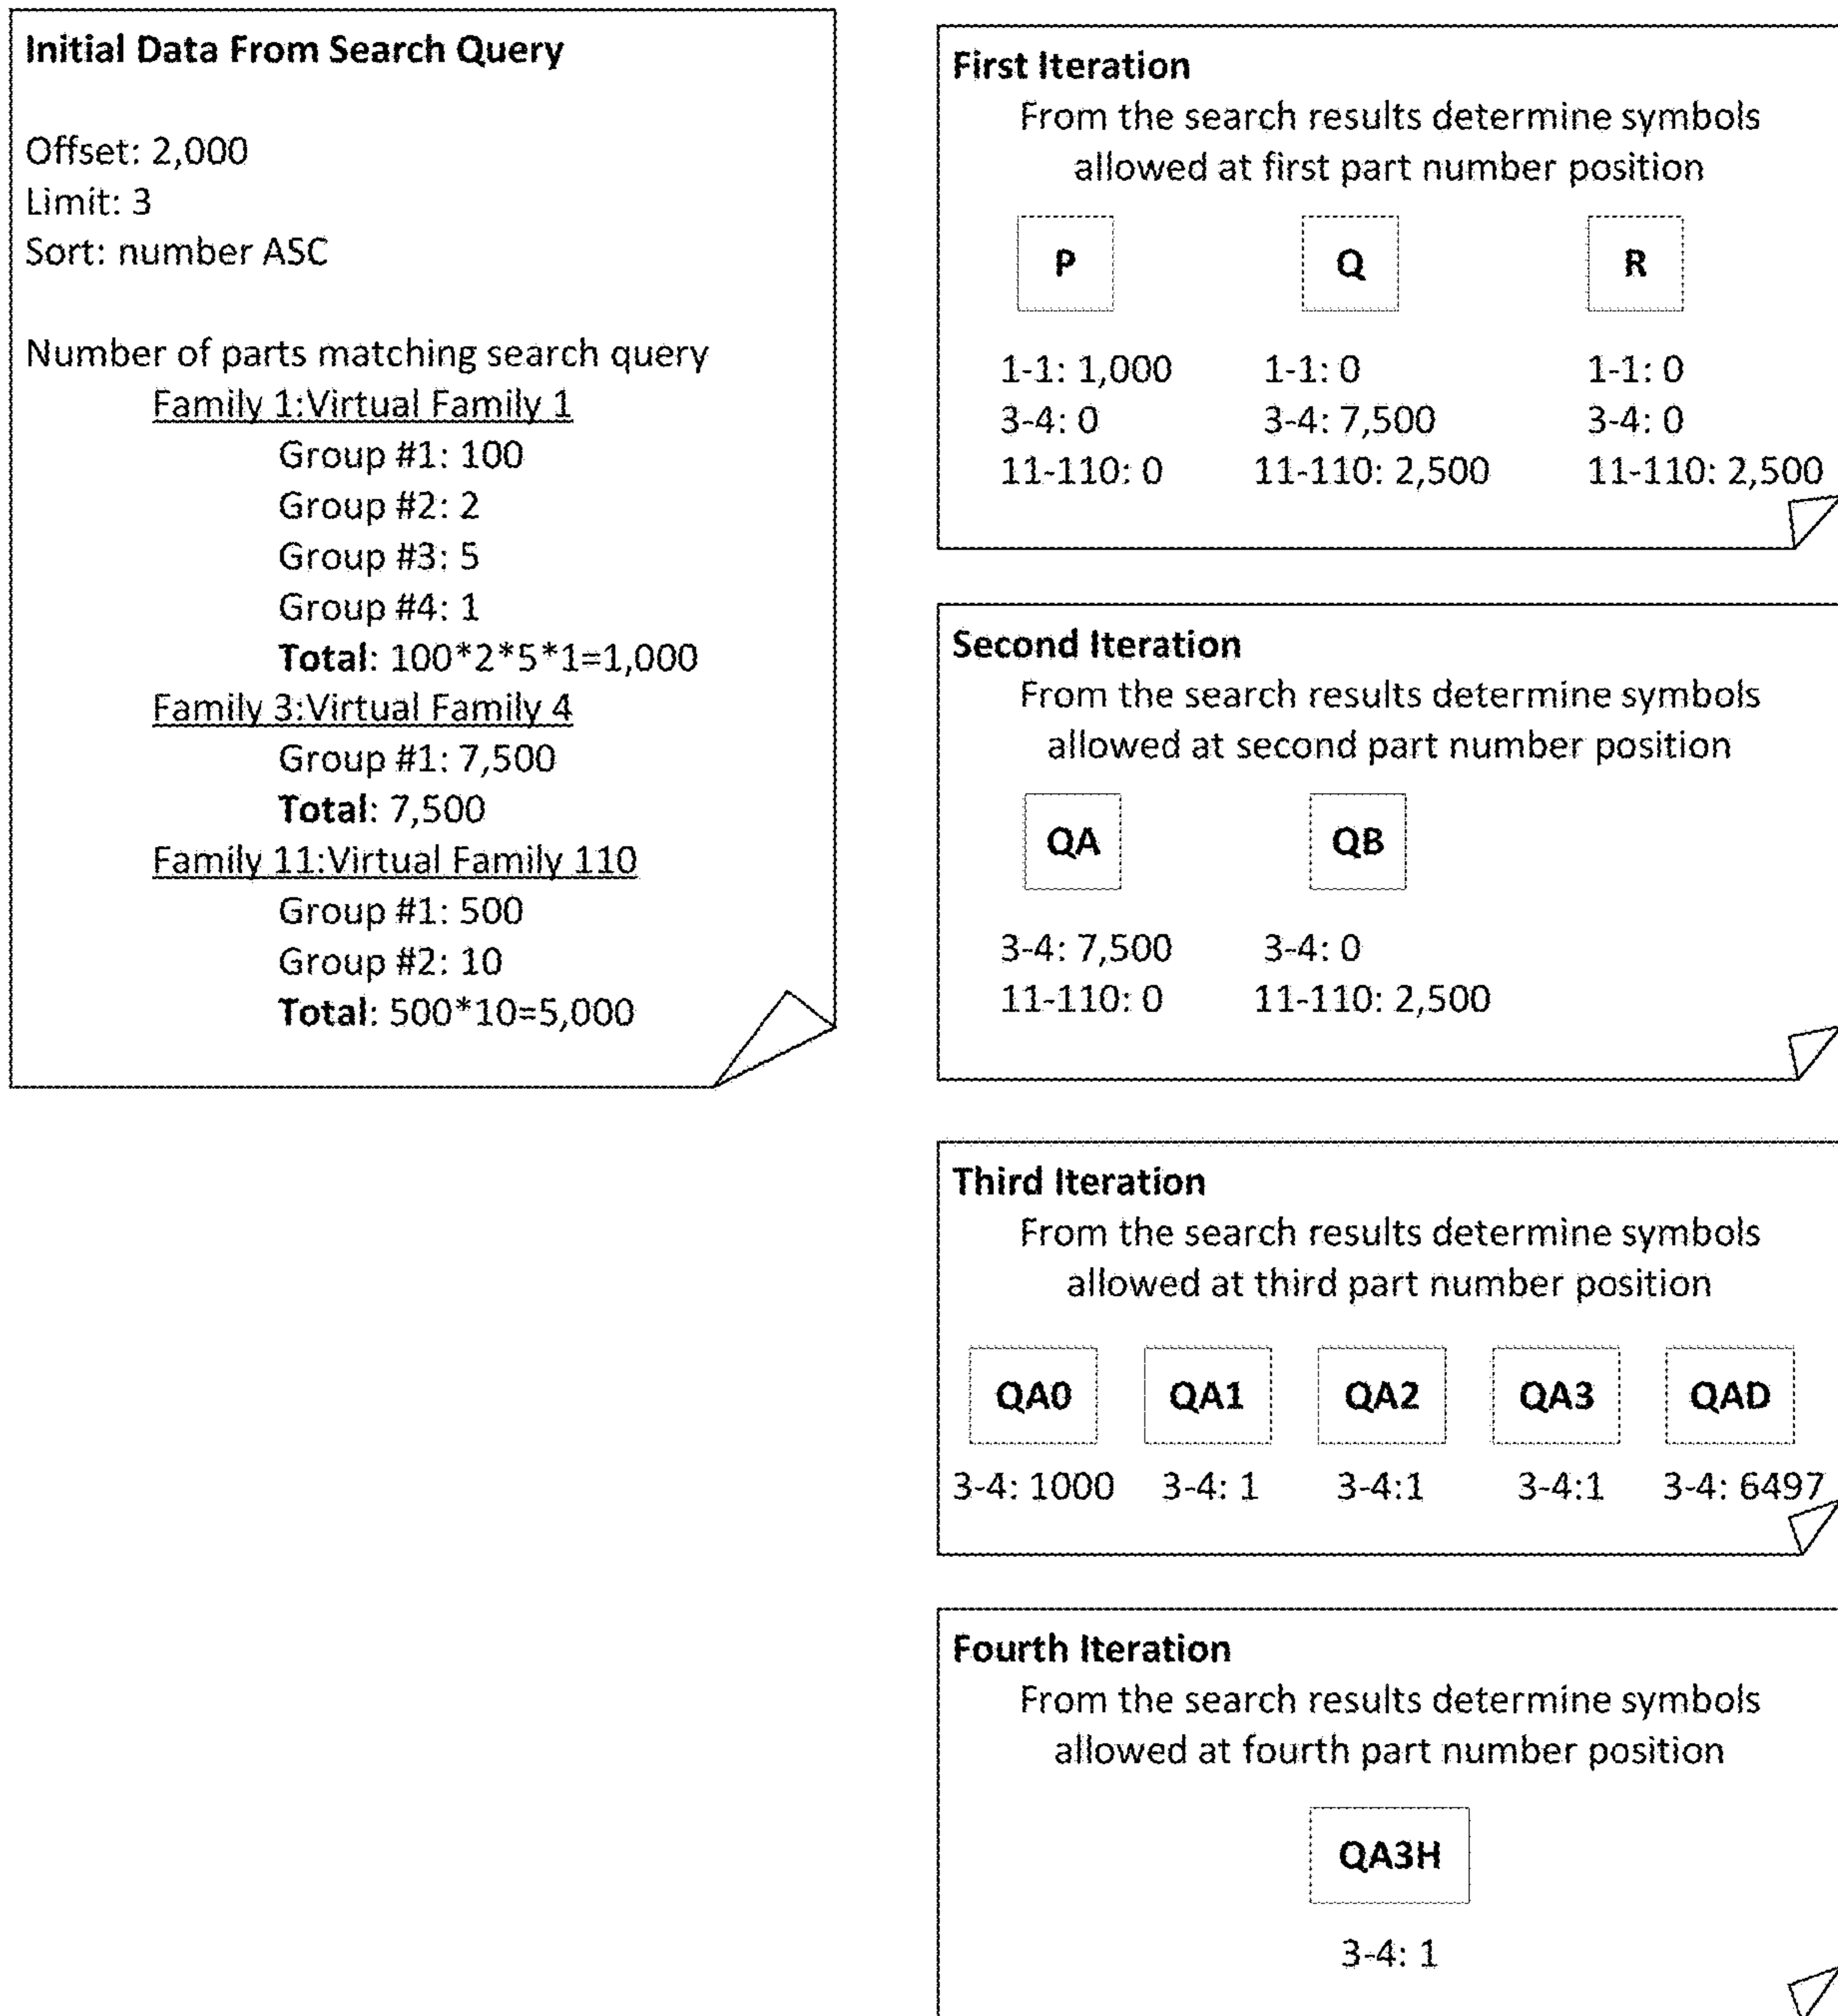 Initial Data From Search Query
Offset: 2,000
Limit: 3
Sort: number ASC
Number of parts matching search query
Family 1:Virtual Family 1
Group #1: 100
Group #2: 2
Group #3: 5
Group #4: 1
Total: 100*2*5*1=1,000
Family 3:Virtual Family 4
Group #1: 7,500
Total: 7,500
Family 11:Virtual Family 110
Group #1: 500
Group #2: 10
Total: 500*10=5,000
First Iteration
From the search results determine symbols
allowed at first part number position
P Q R
1-1: 1,000 1-1: 0 1-1: 0
3-4: 0 3-4: 7,500 3-4: 0
11-110: 0 11-110: 2,500 11-110: 2,500
Second Iteration
From the search results determine symbols
allowed at second part number position
QA QB
3-4: 7,500 3-4: 0
11-110: 0 11-110: 2,500
Third Iteration
From the search results determine symbols
allowed at third part number position
QA0 QA1 QA2 QA3 QAD
3-4: 1000 3-4: 1 3-4:1 3-4:1 3-4: 6497
Fourth Iteration
From the search results determine symbols
allowed at fourth part number position
QA3H
3-4: 1